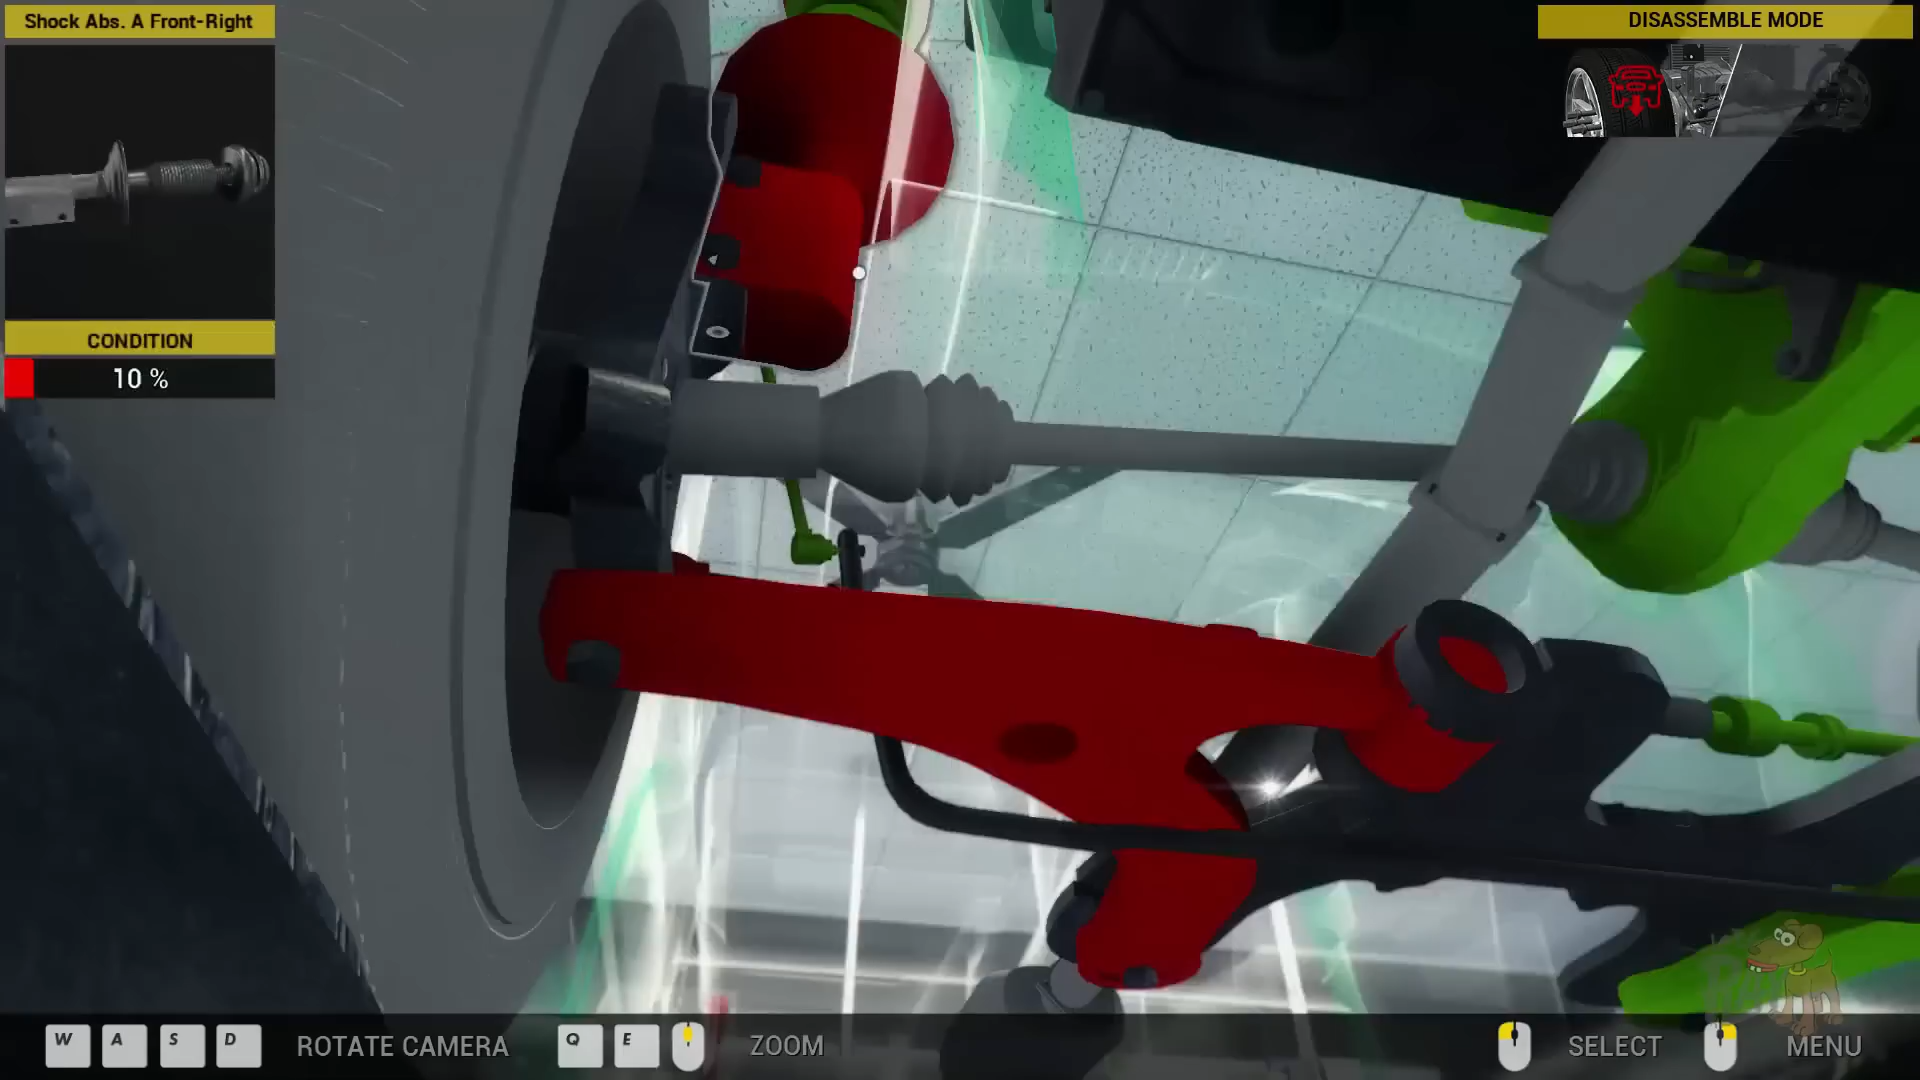 Shock Abs. A Front-Right
DISASSEMBLE MODE
CONDITION
10 %
W A S D ROTATE CAMERA Q E ZOOM SELECT MENU